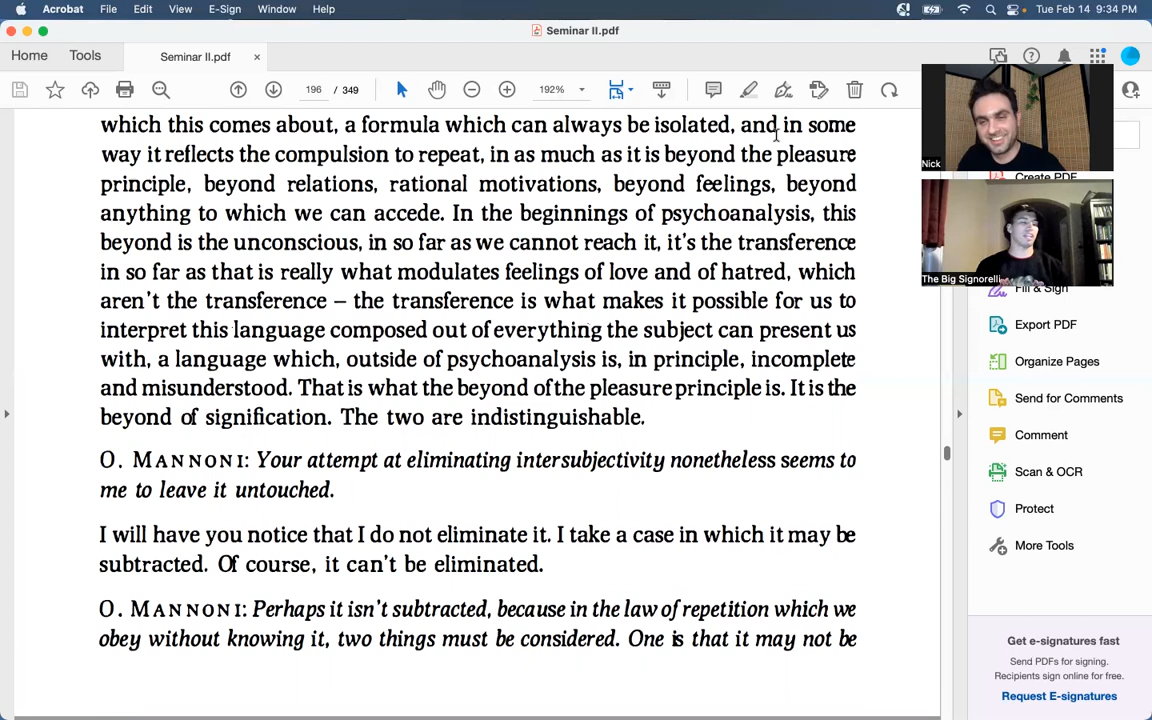 Acrobat File Edit View E-Sign Window Help Tue Feb 14 9:34 PM
Seminar II.pdf
Home Tools Seminar II.pdf ×
196 / 349 192%
which this comes about, a formula which can always be isolated, and in some
way it reflects the compulsion to repeat, in as much as it is beyond the pleasure
principle, beyond relations, rational motivations, beyond feelings, beyond
anything to which we can accede. In the beginnings of psychoanalysis, this
beyond is the unconscious, in so far as we cannot reach it, it's the transference
in so far as that is really what modulates feelings of love and of hatred, which
aren't the transference – the transference is what makes it possible for us to
interpret this language composed out of everything the subject can present us
with, a language which, outside of psychoanalysis is, in principle, incomplete
and misunderstood. That is what the beyond of the pleasure principle is. It is the
beyond of signification. The two are indistinguishable.
O. MANNONI: Your attempt at eliminating intersubjectivity nonetheless seems to
me to leave it untouched.
I will have you notice that I do not eliminate it. I take a case in which it may be
subtracted. Of course, it can't be eliminated.
O. MANNONI: Perhaps it isn't subtracted, because in the law of repetition which we
obey without knowing it, two things must be considered. One is that it may not be
Nick
The Big Signorelli
Create PDF
Fill & Sign
Export PDF
Organize Pages
Send for Comments
Comment
Scan & OCR
Protect
More Tools
Get e-signatures fast
Send PDFs for signing.
Recipients sign online for free.
Request E-signatures